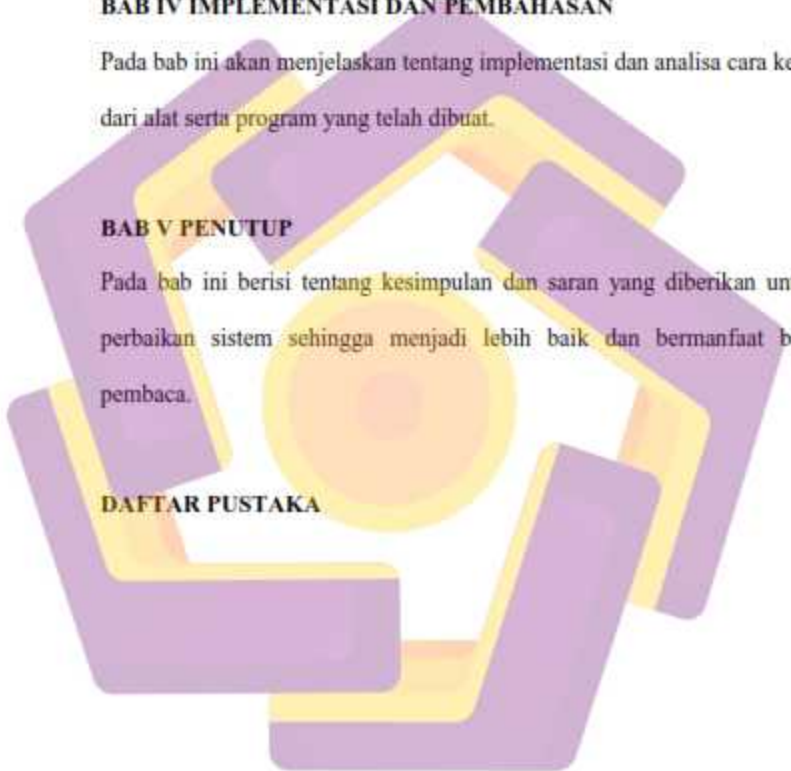 BAB IV IMPLEMENTASI DAN PEMBAHASAN
Pada bab ini akan menjelaskan tentang implementasi dan analisa cara ke
dari alat serta program yang telah dibuat.
BAB V PENUTUP
Pada bab ini berisi tentang kesimpulan dan saran yang diberikan un
perbaikan sistem sehingga menjadi lebih baik dan bermanfaat b
pembaca.
DAFTAR PUSTAKA